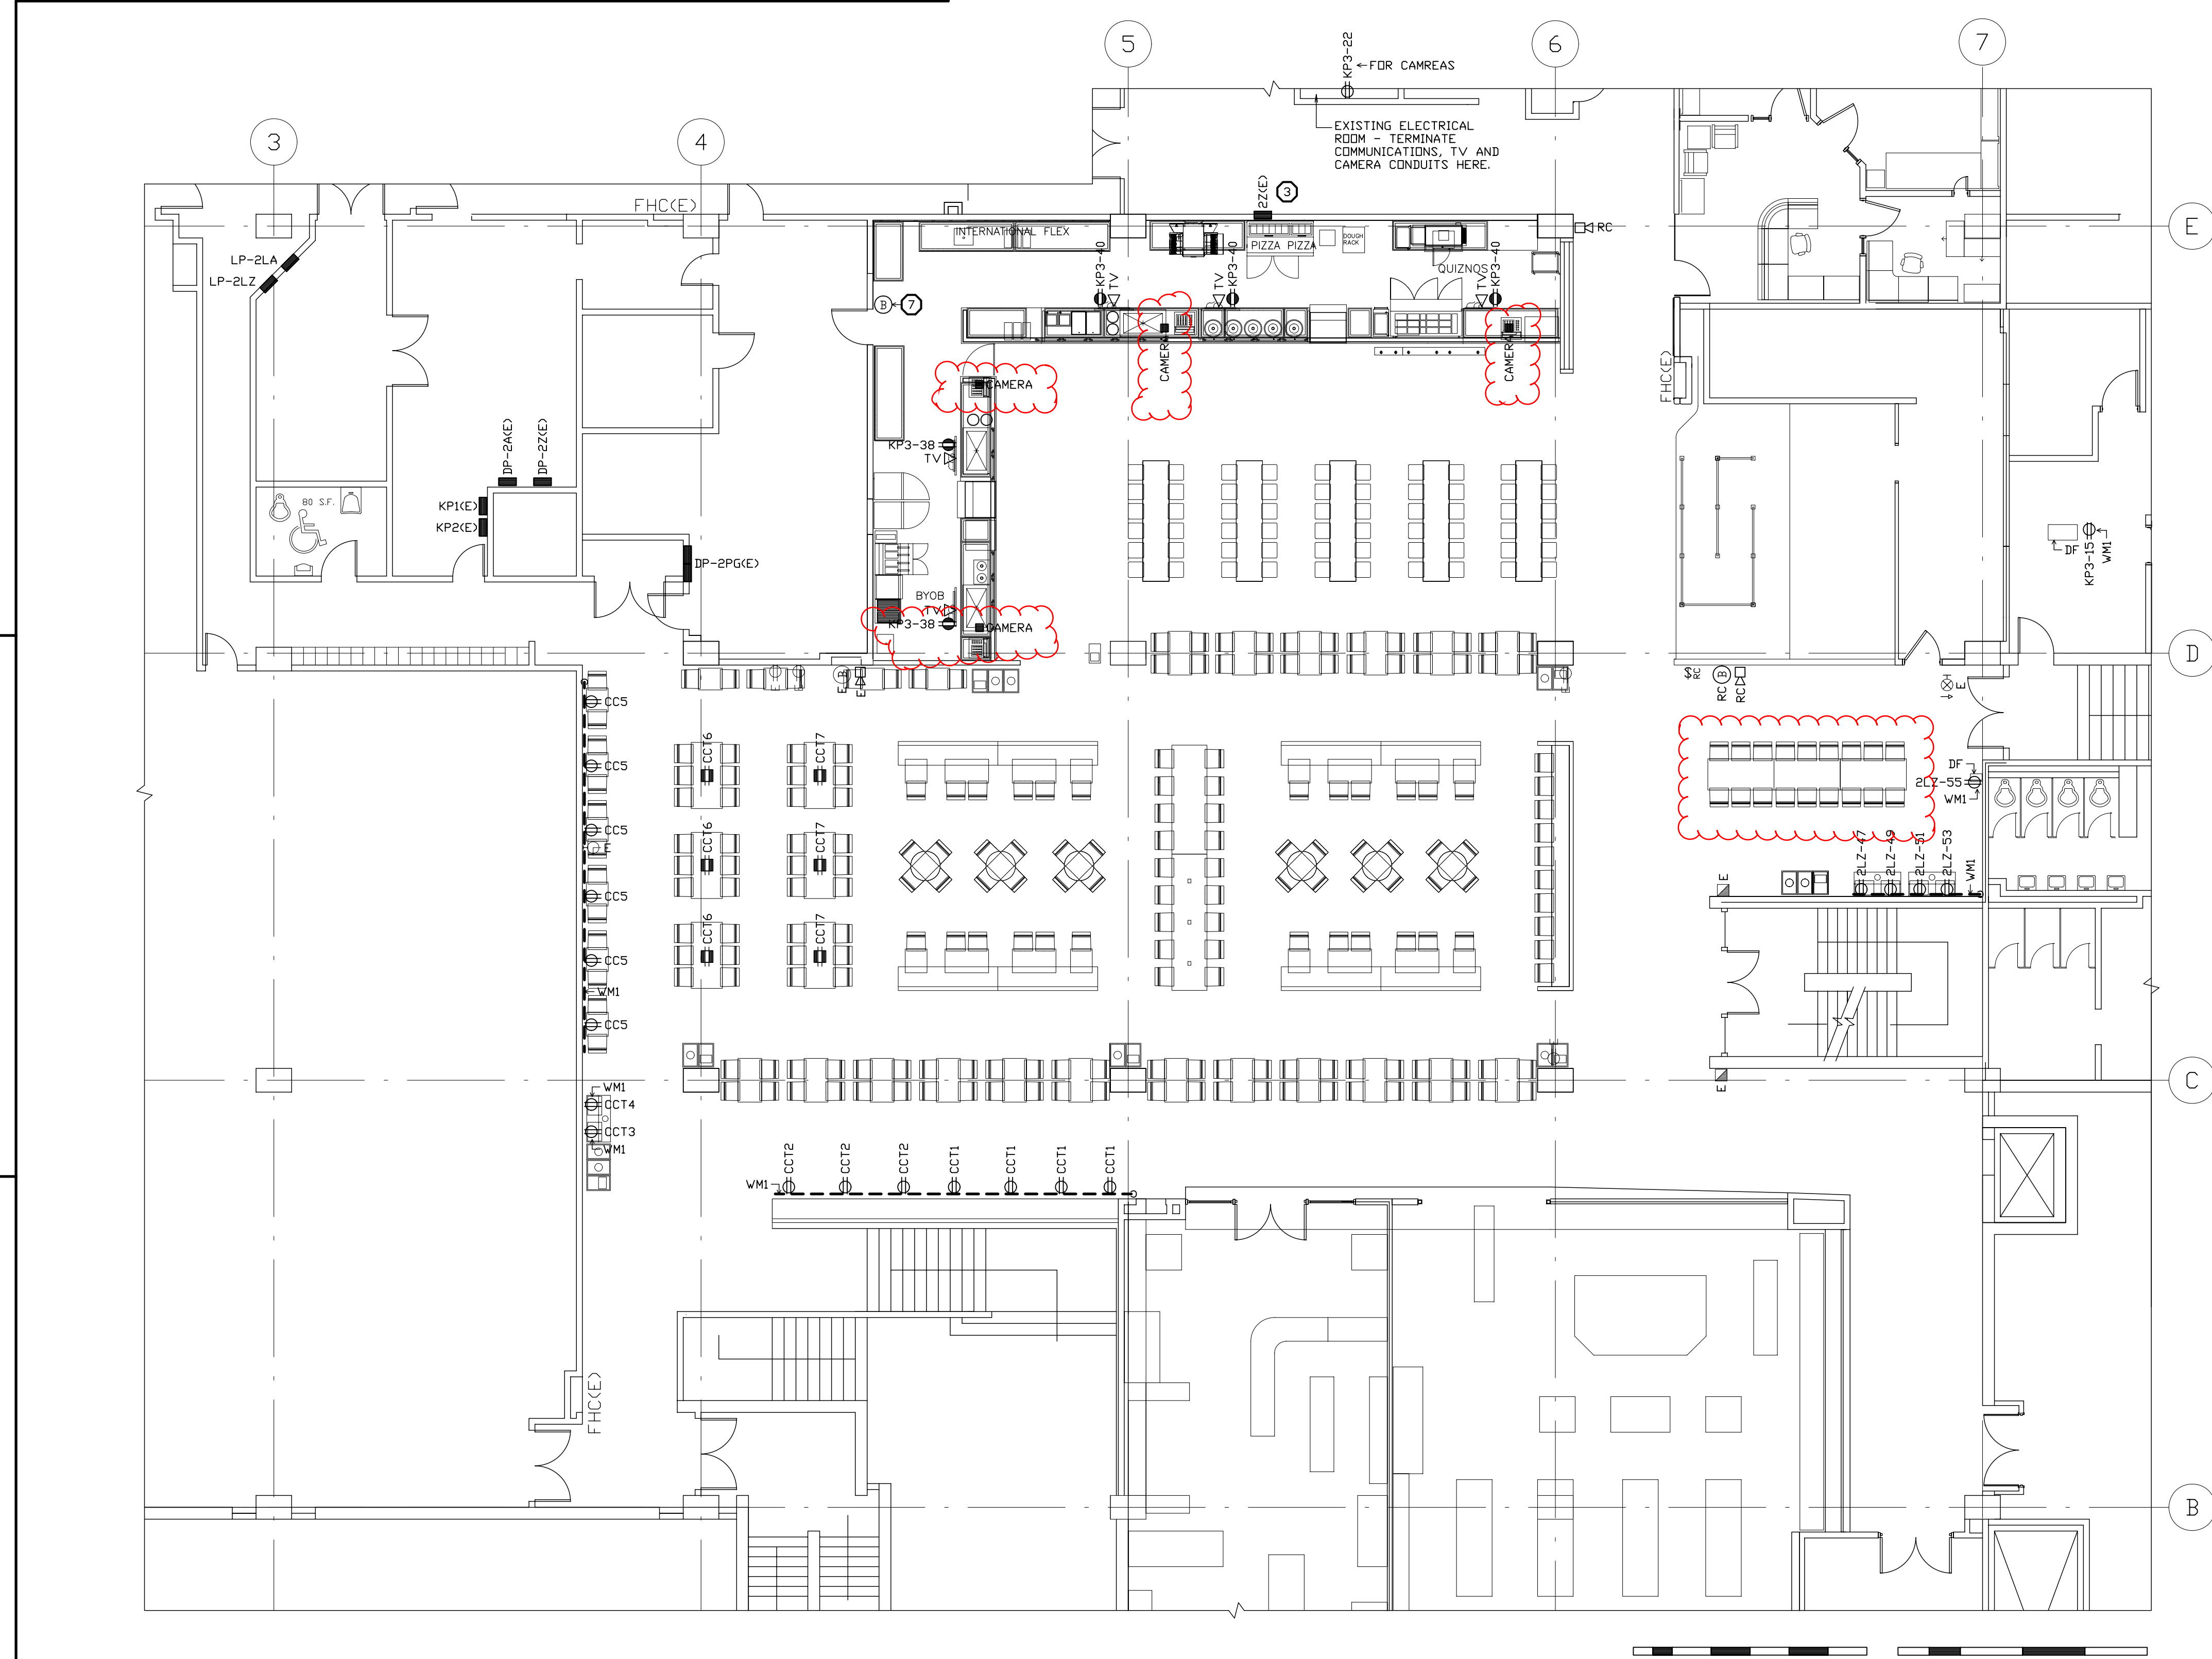 5
6
7
KP3-22
←FOR CAMREAS
EXISTING ELECTRICAL
ROOM - TERMINATE
COMMUNICATIONS, TV AND
CAMERA CONDUITS HERE.
3
4
FHC(E)
2Z(E)
3
E
RC
INTERNATIONAL FLEX
PIZZA PIZZA
DOUGH
RACK
QUIZNOS
LP-2LA
LP-2LZ
KP3-40
TV
TV
KP3-40
TV
KP3-40
B
7
CAMERA
CAMERA
CAMERA
FHC(E)
DP-2A(E)
DP-2Z(E)
KP3-38
TV
80 S.F.
KP1(E)
KP2(E)
DP-2PG(E)
DF
KP3-15
WM1
BYOB
TV
KP3-38
CAMERA
D
CC5
E
B
E
$RC
RC
B
RC
E
CC5
CCT6
CCT7
DF
2LZ-55
WM1
CC5
E
CCT6
CCT7
2LZ-47
2LZ-49
2LZ-51
2LZ-53
WM1
CC5
E
CCT6
CCT7
CC5
WM1
CC5
E
C
WM1
CCT4
CCT3
WM1
WM1
CCT2
CCT2
CCT2
CCT1
CCT1
CCT1
CCT1
FHC(E)
B